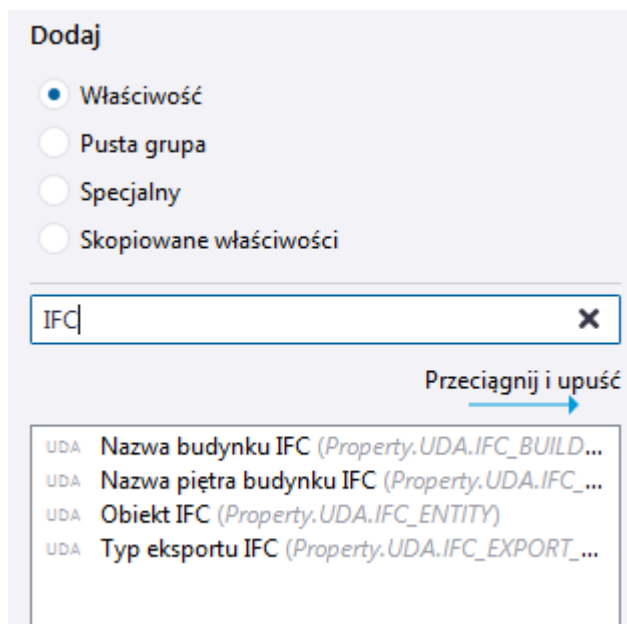 Dodaj
Właściwość
Pusta grupa
Specjalny
Skopiowane właściwości
IFC
Przeciągnij i upuść
UDA Nazwa budynku IFC (Property.UDA.IFC_BUILD...
UDA Nazwa piętra budynku IFC (Property.UDA.IFC_...
UDA Obiekt IFC (Property.UDA.IFC_ENTITY)
UDA Typ eksportu IFC (Property.UDA.IFC_EXPORT_...